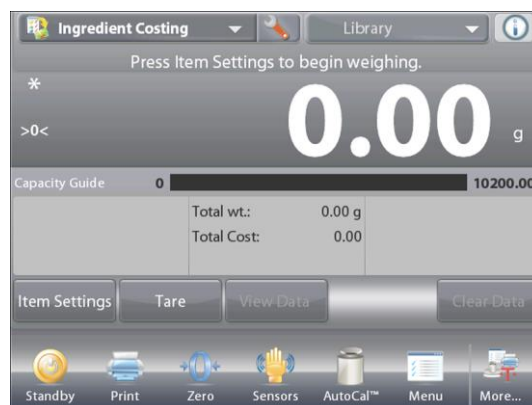 Ingredient Costing Library
Press Item Settings to begin weighing.
*
>0<
0.00 g
Capacity Guide 0 10200.00
Total wt.: 0.00 g
Total Cost: 0.00
Item Settings Tare View Data Clear Data
Standby Print Zero Sensors AutoCal™ Menu More...